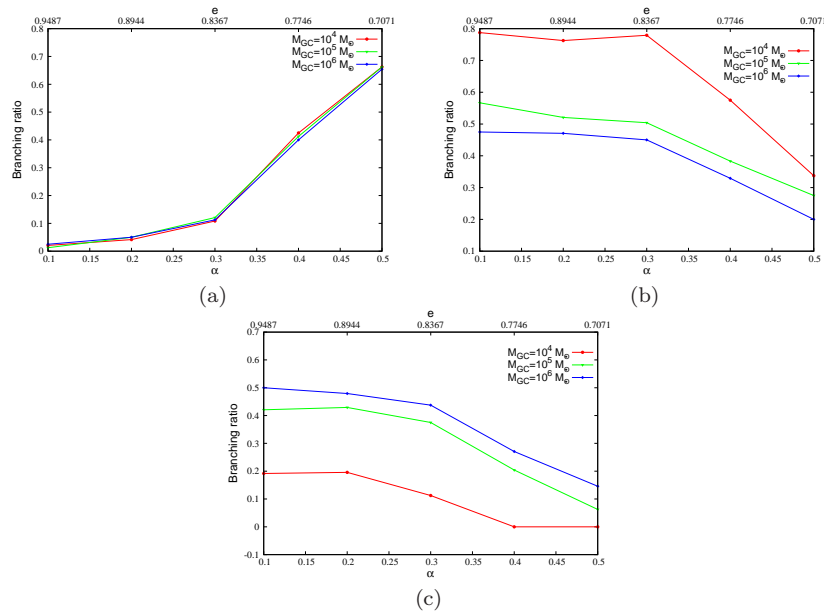 e
0.9487 0.8944 0.8367 0.7746 0.7071
0.8
0.7
0.6
0.5
0.4
0.3
0.2
0.1
0
Branching ratio
M_GC=10^4 M_⊙
M_GC=10^5 M_⊙
M_GC=10^6 M_⊙
0.1 0.15 0.2 0.25 0.3 0.35 0.4 0.45 0.5
α
(a)
e
0.9487 0.8944 0.8367 0.7746 0.7071
0.8
0.7
0.6
0.5
0.4
0.3
0.2
0.1
Branching ratio
M_GC=10^4 M_⊙
M_GC=10^5 M_⊙
M_GC=10^6 M_⊙
0.1 0.15 0.2 0.25 0.3 0.35 0.4 0.45 0.5
α
(b)
e
0.9487 0.8944 0.8367 0.7746 0.7071
0.7
0.6
0.5
0.4
0.3
0.2
0.1
0
-0.1
Branching ratio
M_GC=10^4 M_⊙
M_GC=10^5 M_⊙
M_GC=10^6 M_⊙
0.1 0.15 0.2 0.25 0.3 0.35 0.4 0.45 0.5
α
(c)